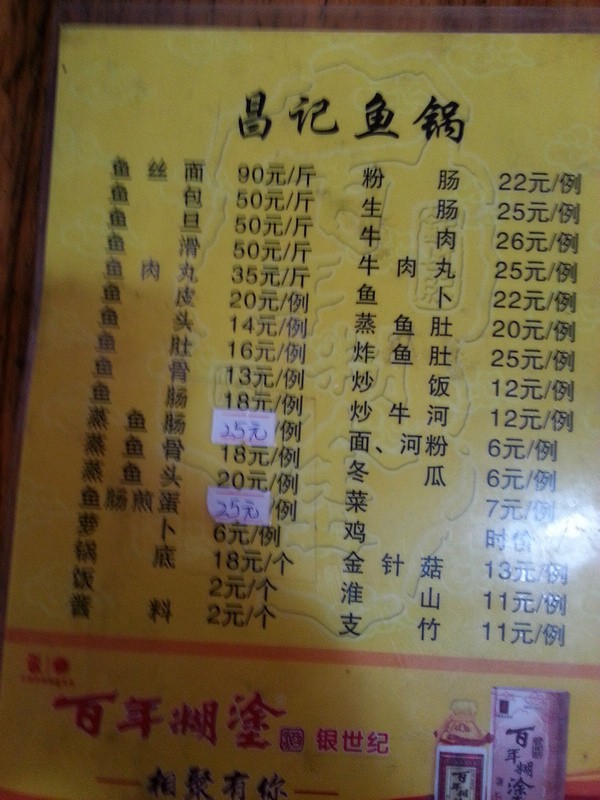 昌记鱼锅
鱼丝面 90元/斤
鱼包 50元/斤
鱼旦 50元/斤
鱼滑 50元/斤
鱼肉丸 35元/斤
鱼皮 20元/例
鱼头 14元/例
鱼肚 16元/例
鱼骨 13元/例
鱼肠 18元/例
蒸鱼肠 25元/例
蒸鱼骨 18元/例
蒸鱼头 20元/例
鱼肠煎蛋 25元/例
萝卜 6元/例
锅底 18元/个
饭 2元/个
酱料 2元/个
粉肠 22元/例
生肠 25元/例
牛肉 26元/例
牛肉丸 25元/例
鱼卜 22元/例
蒸鱼肚 20元/例
炸鱼肚 25元/例
炒饭 12元/例
炒牛河 12元/例
面、河粉 6元/例
冬瓜 6元/例
菜 7元/例
鸡 时价
金针菇 13元/例
淮山 11元/例
支竹 11元/例
百年糊塗 银世纪
相聚有你
百年糊塗
百年糊塗